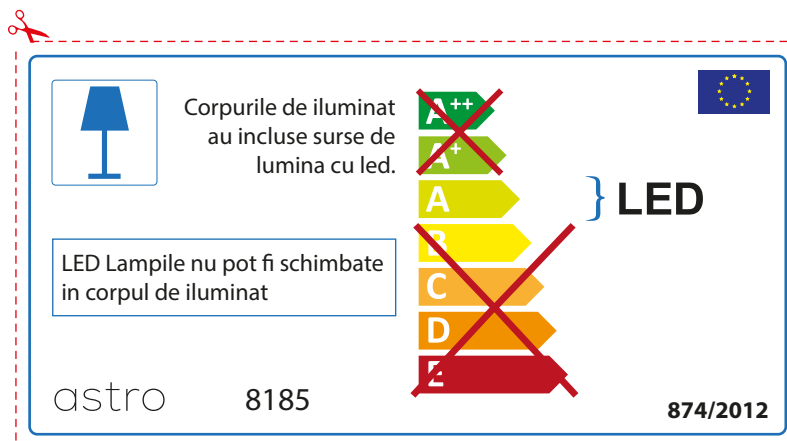 Corpurile de iluminat
au incluse surse de
lumina cu led.
A++
A+
A
B
C
D
E
LED
LED Lampile nu pot fi schimbate
in corpul de iluminat
astro
8185
874/2012